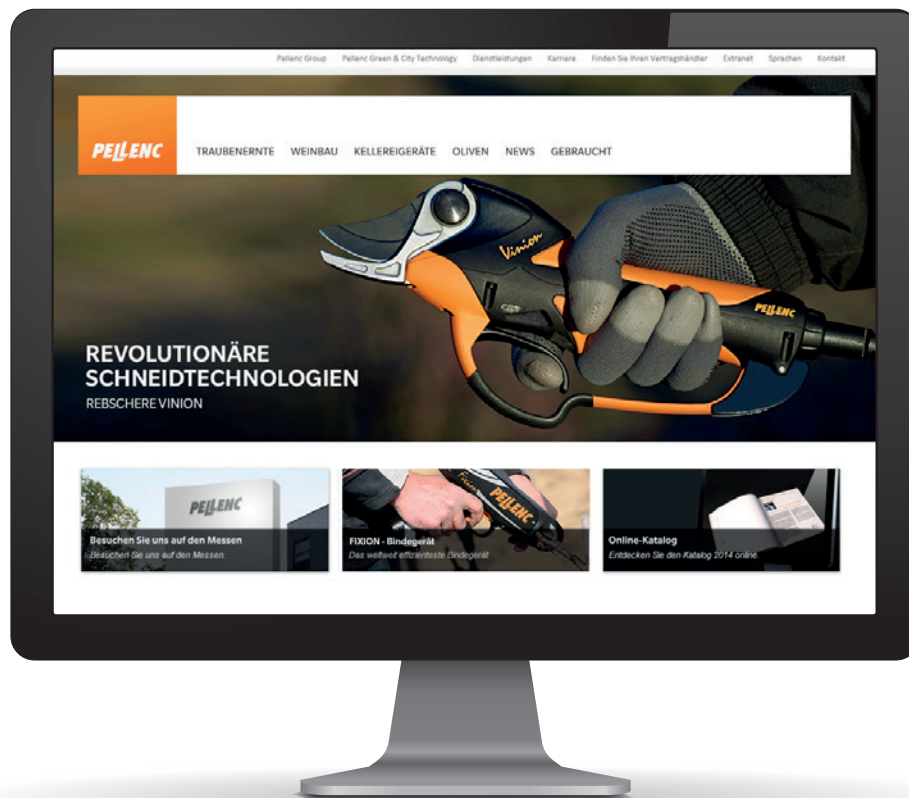 Pellenc Group Pellenc Green & City Technology Dienstleistungen Karriere Finden Sie Ihren Vertragshändler Extranet Sprachen Kontakt
PELLENC
TRAUBENERNTE WEINBAU KELLEREIGERÄTE OLIVEN NEWS GEBRAUCHT
Vinion
PELLENC
REVOLUTIONÄRE
SCHNEIDTECHNOLOGIEN
REBSCHERE VINION
PELLENC
Besuchen Sie uns auf den Messen
Besuchen Sie uns auf den Messen.
Fixion
PELLENC
FIXION - Bindegerät
Das weltweit effizienteste Bindegerät
Online-Katalog
Entdecken Sie den Katalog 2014 online.